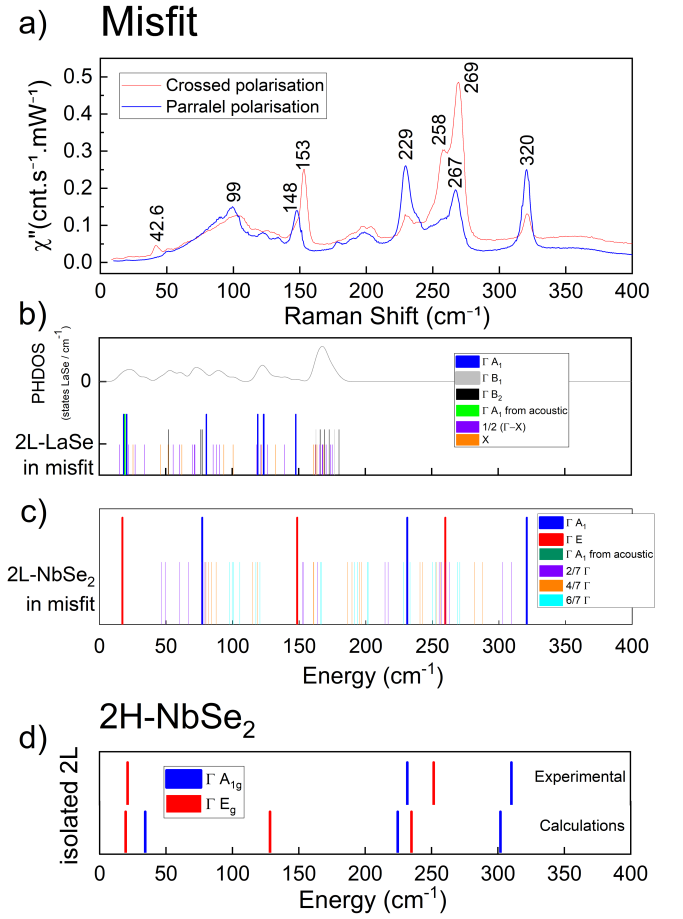 a) Misfit
χ"(cnt.s⁻¹.mW⁻¹)
0.5
0.4
0.3
0.2
0.1
0.0
Crossed polarisation
Parralel polarisation
42.6
99
148
153
229
258
267
269
320
0 50 100 150 200 250 300 350 400
Raman Shift (cm⁻¹)
b)
PHDOS
(states LaSe / cm⁻¹)
0
2L-LaSe
in misfit
Γ A₁
Γ B₁
Γ B₂
Γ A₁ from acoustic
1/2 (Γ–X)
X
c)
2L-NbSe₂
in misfit
Γ A₁
Γ E
Γ A₁ from acoustic
2/7 Γ
4/7 Γ
6/7 Γ
0 50 100 150 200 250 300 350 400
Energy (cm⁻¹)
2H-NbSe₂
d)
isolated 2L
Γ A₁g
Γ Eg
Experimental
Calculations
0 50 100 150 200 250 300 350 400
Energy (cm⁻¹)